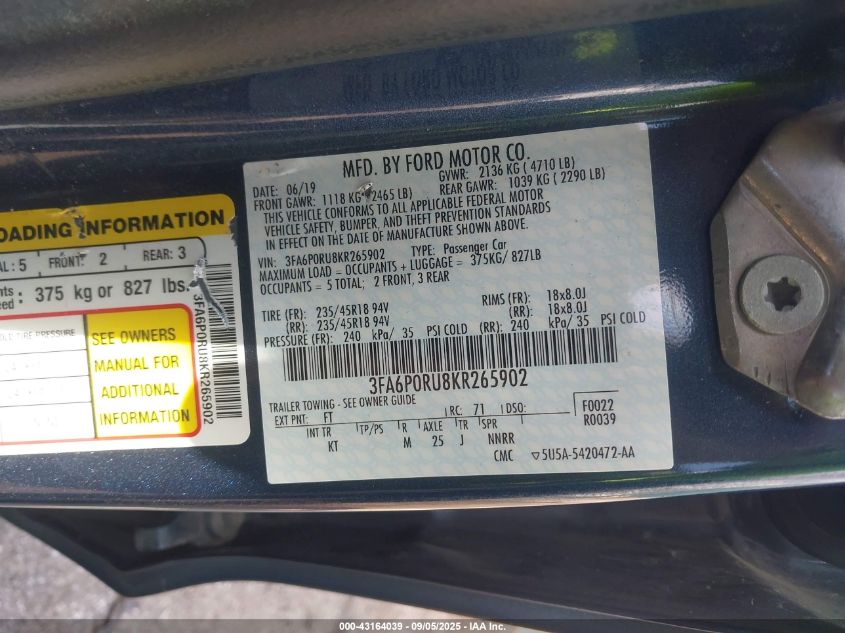 MFD. BY FORD MOTOR CO.
DATE: 06/19 GVWR: 2136 KG ( 4710 LB)
FRONT GAWR: 1118 KG 2465 LB) REAR GAWR: 1039 KG ( 2290 LB)
THIS VEHICLE CONFORMS TO ALL APPLICABLE FEDERAL MOTOR
VEHICLE SAFETY, BUMPER, AND THEFT PREVENTION STANDARDS
IN EFFECT ON THE DATE OF MANUFACTURE SHOWN ABOVE.
VIN: 3FA6P0RU8KR265902 TYPE: Passenger Car
MAXIMUM LOAD = OCCUPANTS + LUGGAGE = 375KG/ 827LB
OCCUPANTS = 5 TOTAL; 2 FRONT, 3 REAR
TIRE (FR): 235/45R18 94V RIMS (FR): 18x8.0J
(RR): 235/45R18 94V (RR): 18x8.0J
PRESSURE (FR): 240 kPa/ 35 PSI COLD (RR): 240 kPa/ 35 PSI COLD
3FA6P0RU8KR265902
TRAILER TOWING - SEE OWNER GUIDE
EXT PNT: FT RC: 71 DSO: F0022
R0039
INT TR TP/PS R AXLE TR SPR
KT M 25 J NNRR
CMC ▽5U5A-5420472-AA
OADING INFORMATION
AL : 5 FRONT: 2 REAR: 3
nts
eed : 375 kg or 827 lbs.
TIRE PRESSURE
SEE OWNERS
MANUAL FOR
ADDITIONAL
INFORMATION
3FA6P0RU8KR265902
000-43164039 - 09/05/2025 - IAA Inc.